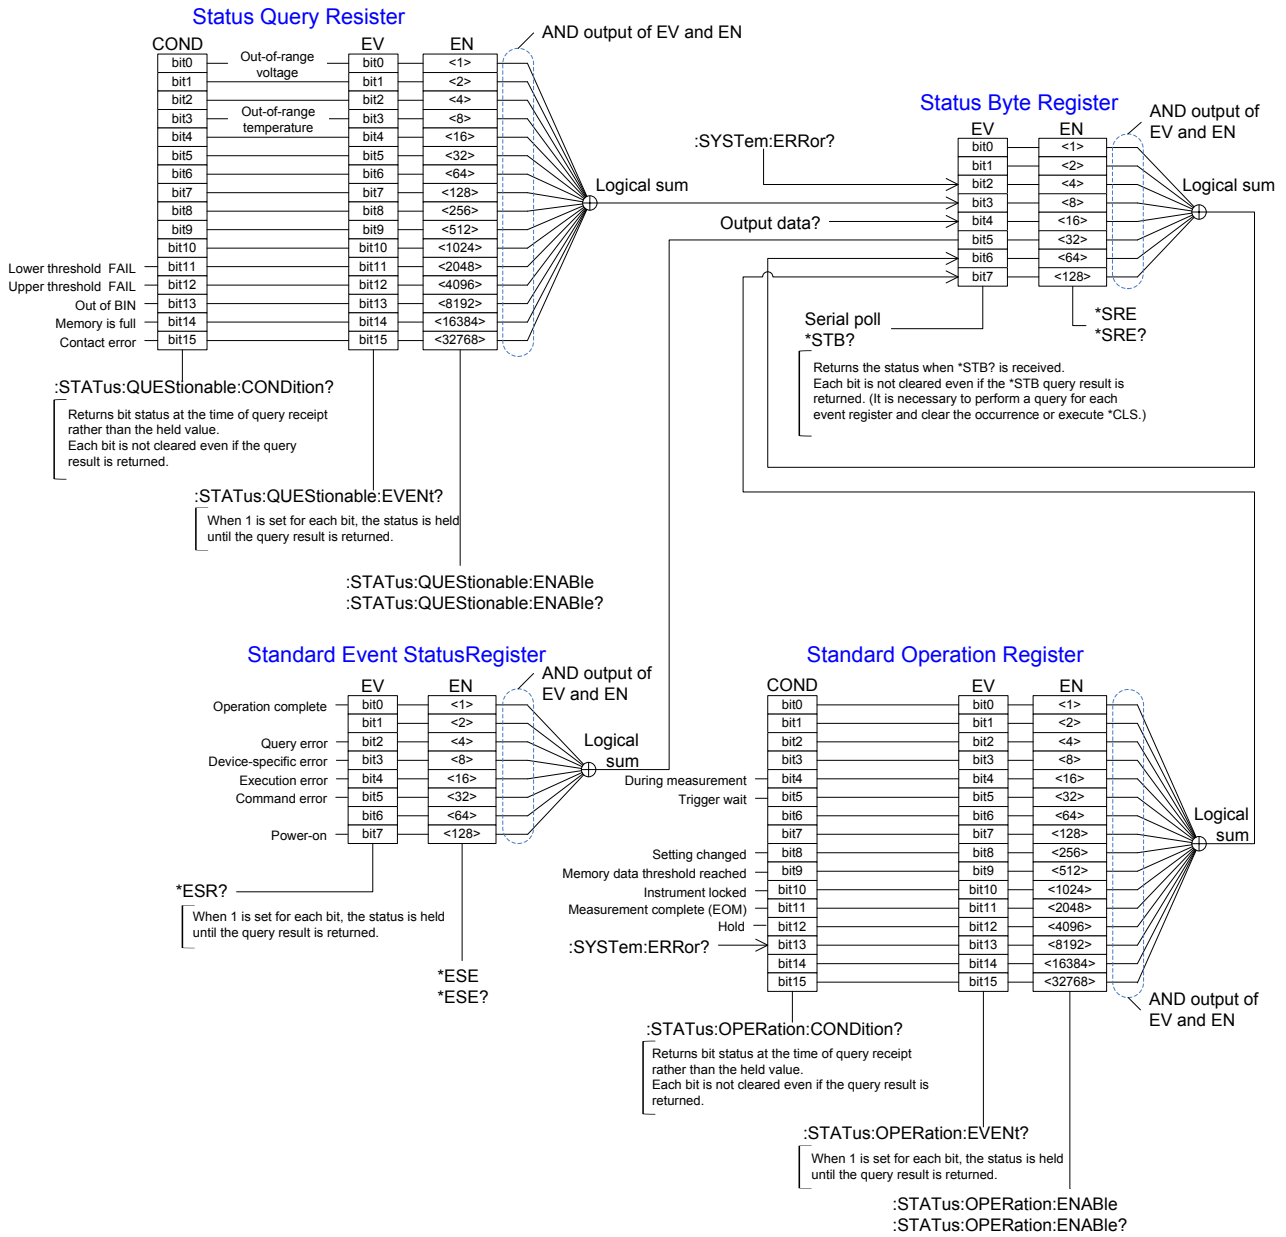 Status Query Resister
COND
EV
EN
AND output of EV and EN
bit0
Out-of-range
voltage
bit0
<1>
bit1
bit1
<2>
bit2
bit2
<4>
bit3
Out-of-range
temperature
bit3
<8>
bit4
bit4
<16>
bit5
bit5
<32>
bit6
bit6
<64>
bit7
bit7
<128>
bit8
bit8
<256>
bit9
bit9
<512>
bit10
bit10
<1024>
Lower threshold FAIL
bit11
bit11
<2048>
Upper threshold FAIL
bit12
bit12
<4096>
Out of BIN
bit13
bit13
<8192>
Memory is full
bit14
bit14
<16384>
Contact error
bit15
bit15
<32768>
Logical sum
:STATus:QUEStionable:CONDition?
Returns bit status at the time of query receipt
rather than the held value.
Each bit is not cleared even if the query
result is returned.
:STATus:QUEStionable:EVENt?
When 1 is set for each bit, the status is held
until the query result is returned.
:STATus:QUEStionable:ENABle
:STATus:QUEStionable:ENABle?
Status Byte Register
EV
EN
AND output of
EV and EN
:SYSTem:ERRor?
Output data?
bit0
<1>
bit1
<2>
bit2
<4>
bit3
<8>
bit4
<16>
bit5
<32>
bit6
<64>
bit7
<128>
Logical sum
Serial poll
*STB?
*SRE
*SRE?
Returns the status when *STB? is received.
Each bit is not cleared even if the *STB query result is
returned. (It is necessary to perform a query for each
event register and clear the occurrence or execute *CLS.)
Standard Event StatusRegister
EV
EN
AND output of
EV and EN
Operation complete
bit0
<1>
bit1
<2>
Query error
bit2
<4>
Device-specific error
bit3
<8>
Execution error
bit4
<16>
Command error
bit5
<32>
bit6
<64>
Power-on
bit7
<128>
Logical
sum
*ESR?
When 1 is set for each bit, the status is held
until the query result is returned.
*ESE
*ESE?
Standard Operation Register
COND
EV
EN
bit0
bit0
<1>
bit1
bit1
<2>
bit2
bit2
<4>
bit3
bit3
<8>
During measurement
bit4
bit4
<16>
Trigger wait
bit5
bit5
<32>
bit6
bit6
<64>
bit7
bit7
<128>
Setting changed
bit8
bit8
<256>
Memory data threshold reached
bit9
bit9
<512>
Instrument locked
bit10
bit10
<1024>
Measurement complete (EOM)
bit11
bit11
<2048>
Hold
bit12
bit12
<4096>
:SYSTem:ERRor?
bit13
bit13
<8192>
bit14
bit14
<16384>
bit15
bit15
<32768>
Logical
sum
AND output of
EV and EN
:STATus:OPERation:CONDition?
Returns bit status at the time of query receipt
rather than the held value.
Each bit is not cleared even if the query result is
returned.
:STATus:OPERation:EVENt?
When 1 is set for each bit, the status is held
until the query result is returned.
:STATus:OPERation:ENABle
:STATus:OPERation:ENABle?